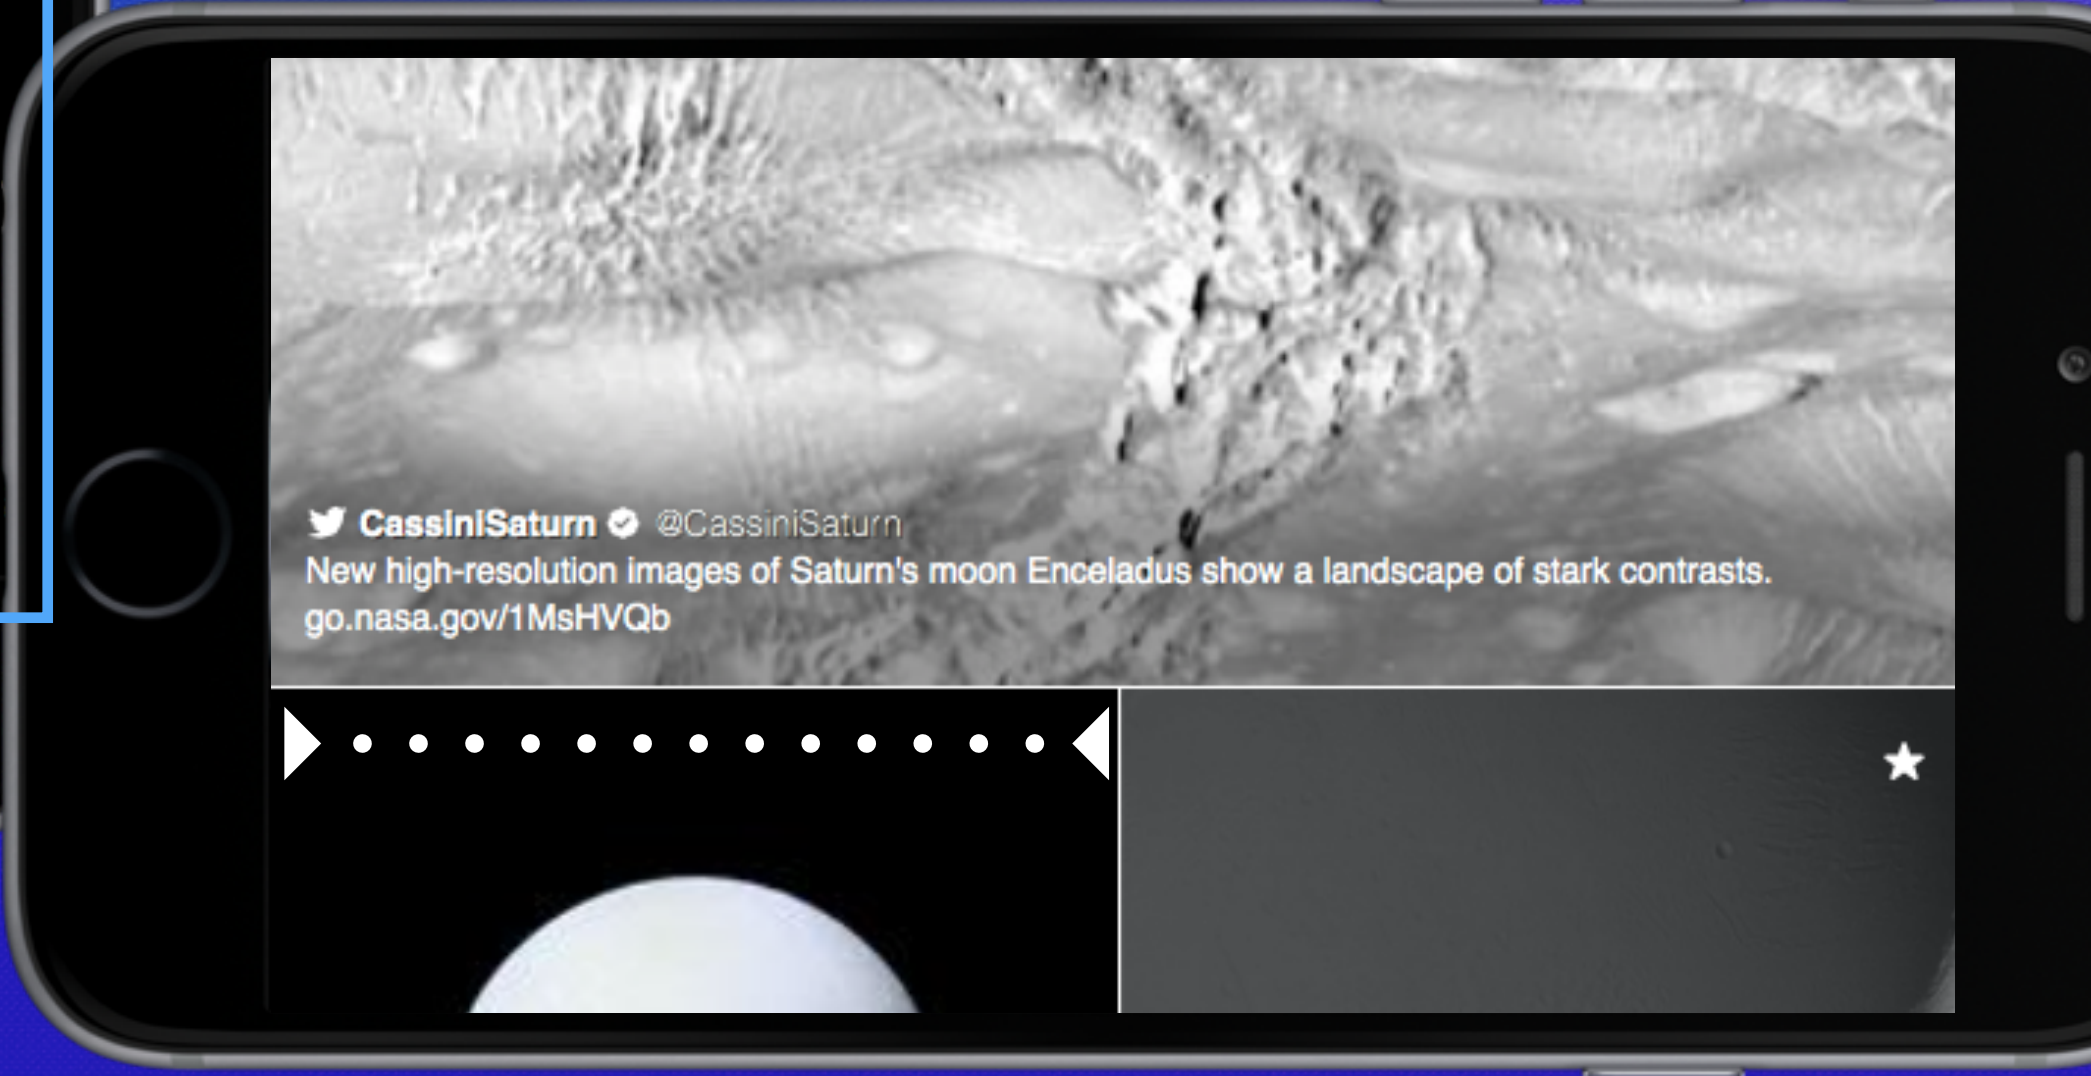 CassiniSaturn @CassiniSaturn
New high-resolution images of Saturn's moon Enceladus show a landscape of stark contrasts.
go.nasa.gov/1MsHVQb